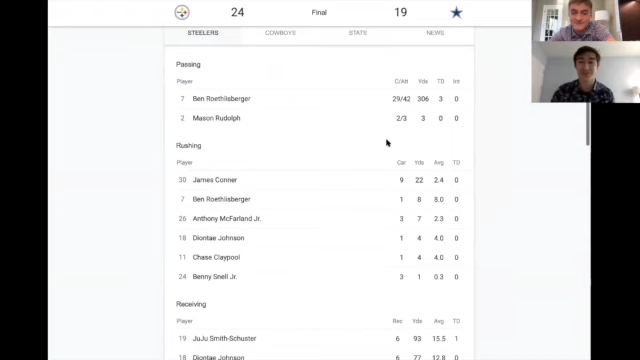 24 Final 19
STEELERS COWBOYS STATS NEWS
Passing
Player C/Att Yds TD Int
7 Ben Roethlisberger 29/42 306 3 0
2 Mason Rudolph 2/3 3 0 0
Rushing
Player Car Yds Avg TD
30 James Conner 9 22 2.4 0
7 Ben Roethlisberger 1 8 8.0 0
26 Anthony McFarland Jr. 3 7 2.3 0
18 Diontae Johnson 1 4 4.0 0
11 Chase Claypool 1 4 4.0 0
24 Benny Snell Jr. 3 1 0.3 0
Receiving
Player Rec Yds Avg TD
19 JuJu Smith-Schuster 6 93 15.5 1
18 Diontae Johnson 6 77 12.8 0